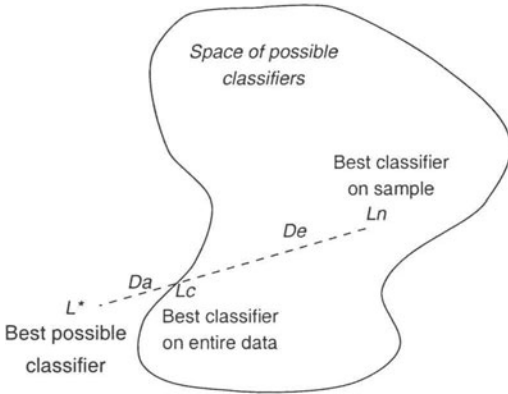 Space of possible
classifiers
Best classifier
on sample
Ln
De
Da
Lc
L*
Best classifier
on entire data
Best possible
classifier